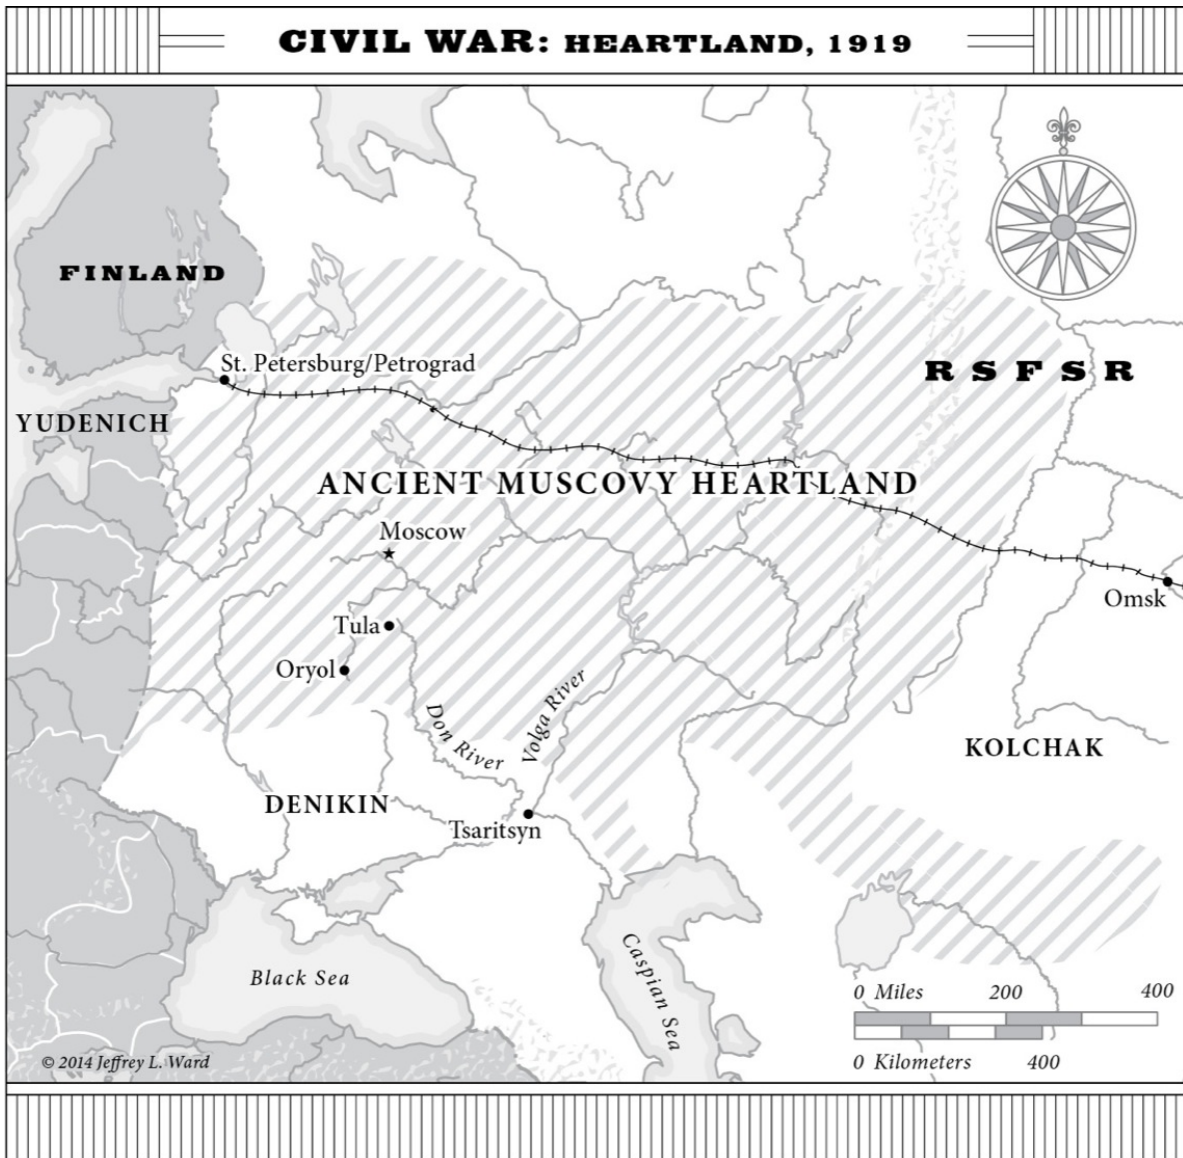 CIVIL WAR: HEARTLAND, 1919
FINLAND
St. Petersburg/Petrograd
RSFSR
YUDENICH
ANCIENT MUSCOVY HEARTLAND
Moscow
Omsk
Tula
Oryol
Don River
Volga River
KOLCHAK
DENIKIN
Tsaritsyn
Black Sea
Caspian Sea
0 Miles 200 400
0 Kilometers 400
© 2014 Jeffrey L. Ward